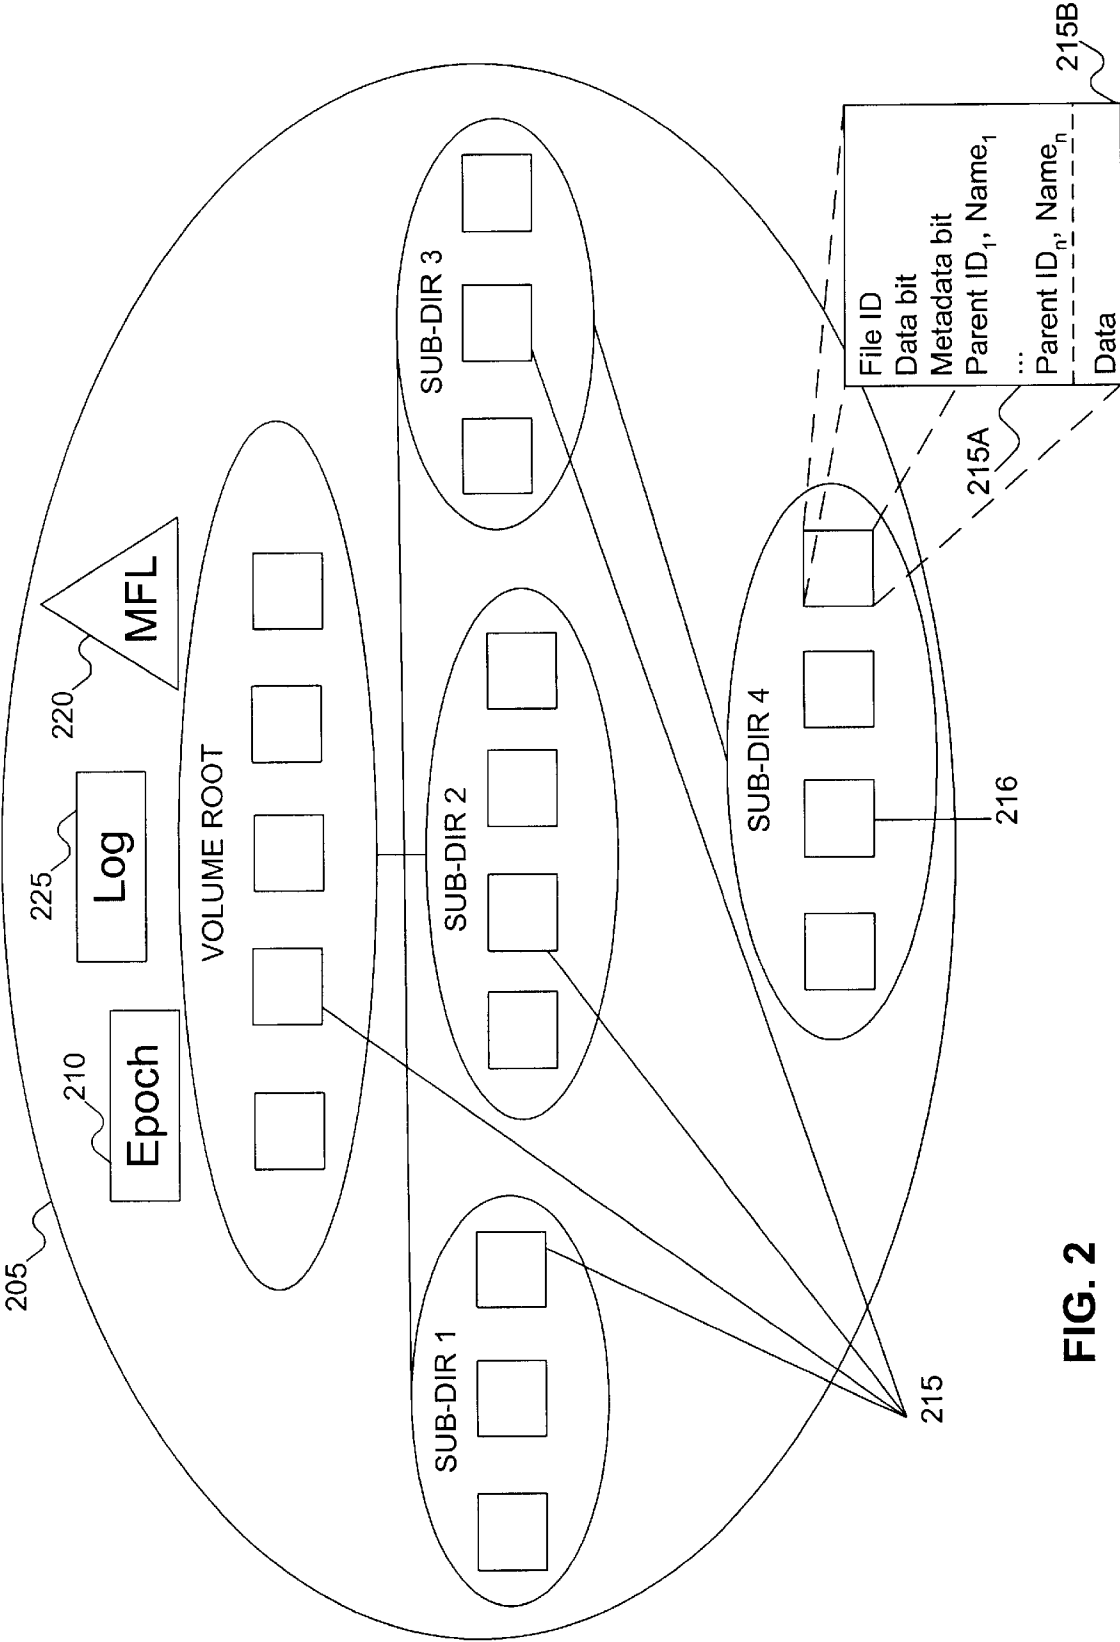 205
210
Epoch
225
Log
220
MFL
VOLUME ROOT
SUB-DIR 1
SUB-DIR 2
SUB-DIR 3
SUB-DIR 4
File ID
Data bit
Metadata bit
Parent ID₁, Name₁
...
Parent IDₙ, Nameₙ
Data
215A
215B
216
215
FIG. 2